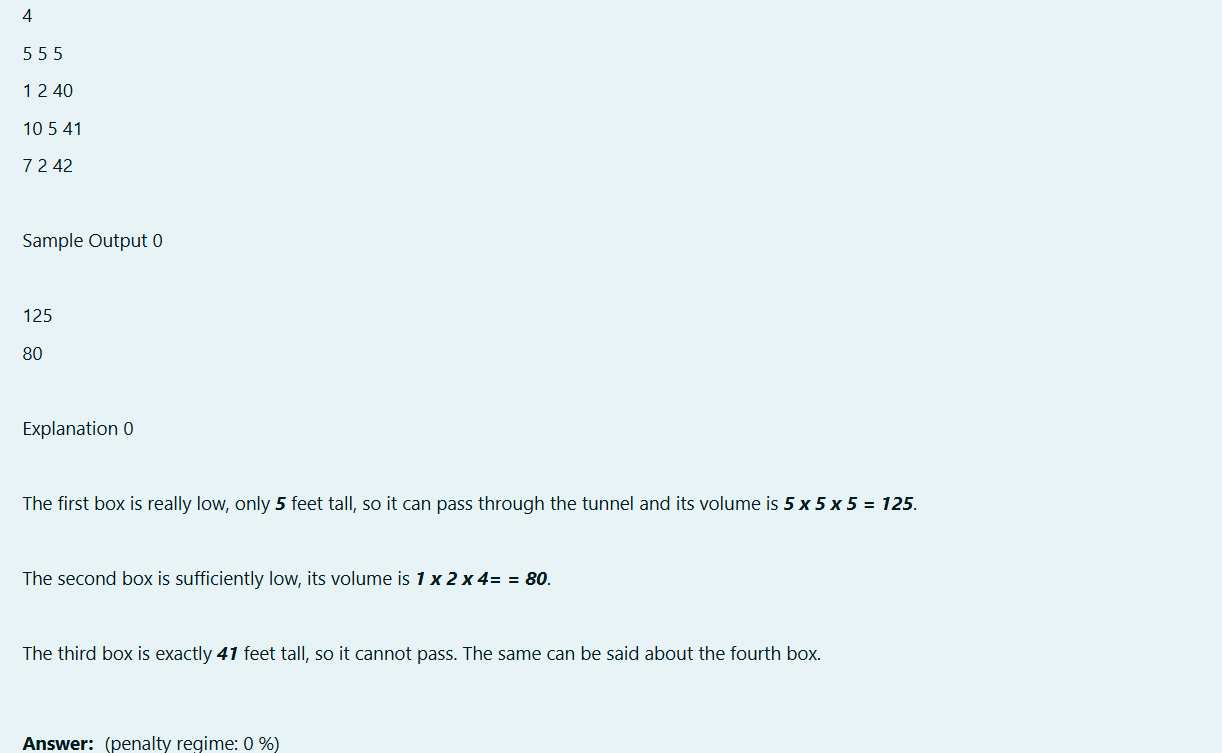 4
5 5 5
1 2 40
10 5 41
7 2 42
Sample Output 0
125
80
Explanation 0
The first box is really low, only 5 feet tall, so it can pass through the tunnel and its volume is 5 x 5 x 5 = 125.
The second box is sufficiently low, its volume is 1 x 2 x 4= = 80.
The third box is exactly 41 feet tall, so it cannot pass. The same can be said about the fourth box.
Answer: (penalty regime: 0 %)